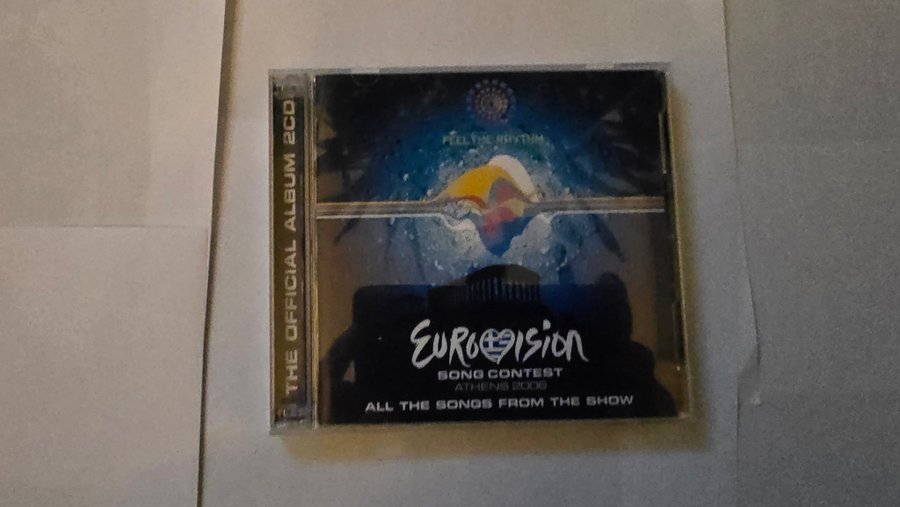 THE OFFICIAL ALBUM 2CD
FEEL THE RHYTHM
EUROVISION
SONG CONTEST
ATHENS 2006
ALL THE SONGS FROM THE SHOW